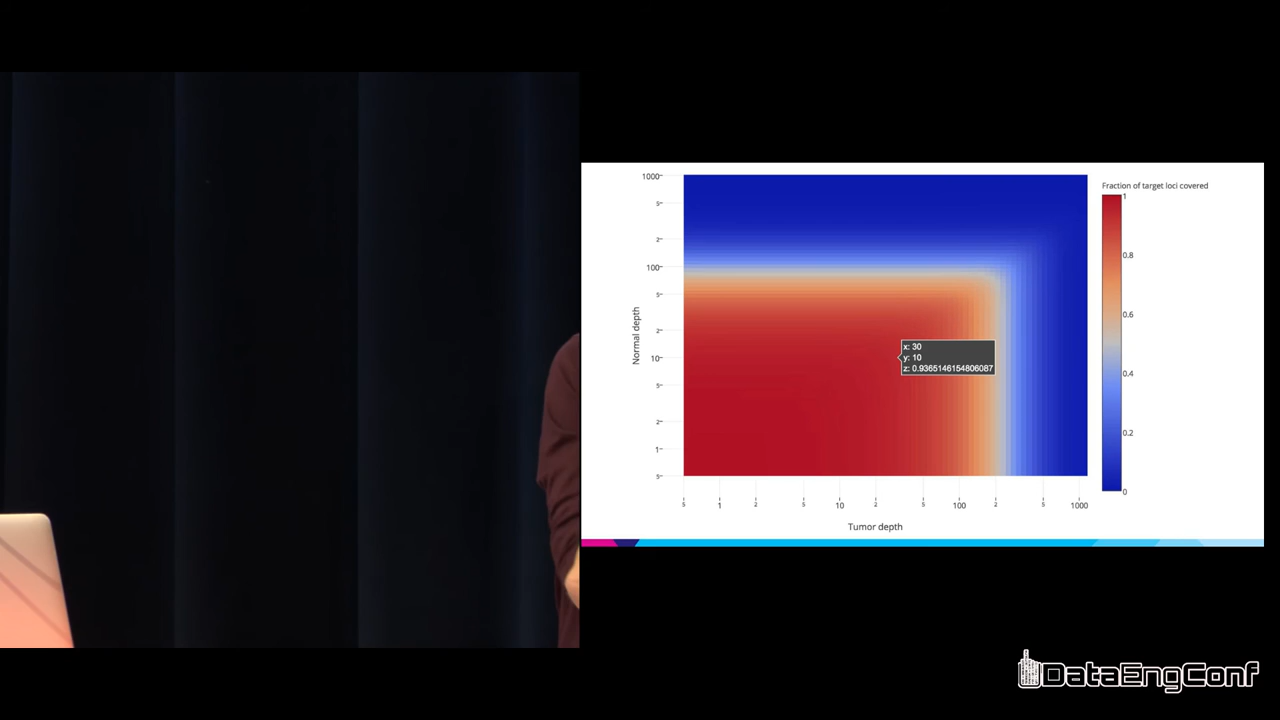 Fraction of target loci covered
1000
5
2
100
5
2
10
5
2
1
5
Normal depth
x: 30
y: 10
z: 0.9365146154806087
1
0.8
0.6
0.4
0.2
0
5 1 2 5 10 2 5 100 2 5 1000
Tumor depth
DataEngConf